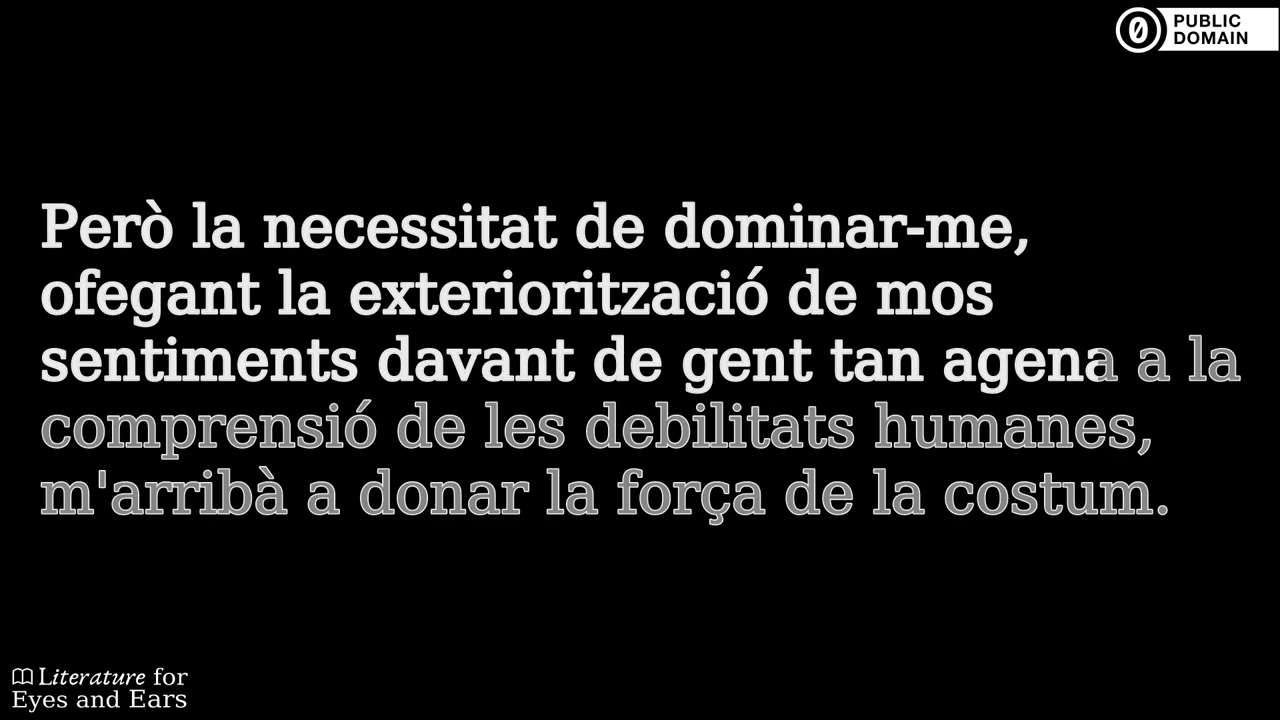 PUBLIC
DOMAIN
Però la necessitat de dominar-me,
ofegant la exteriorització de mos
sentiments davant de gent tan agena a la
comprensió de les debilitats humanes,
m'arribà a donar la força de la costum.
Literature for
Eyes and Ears